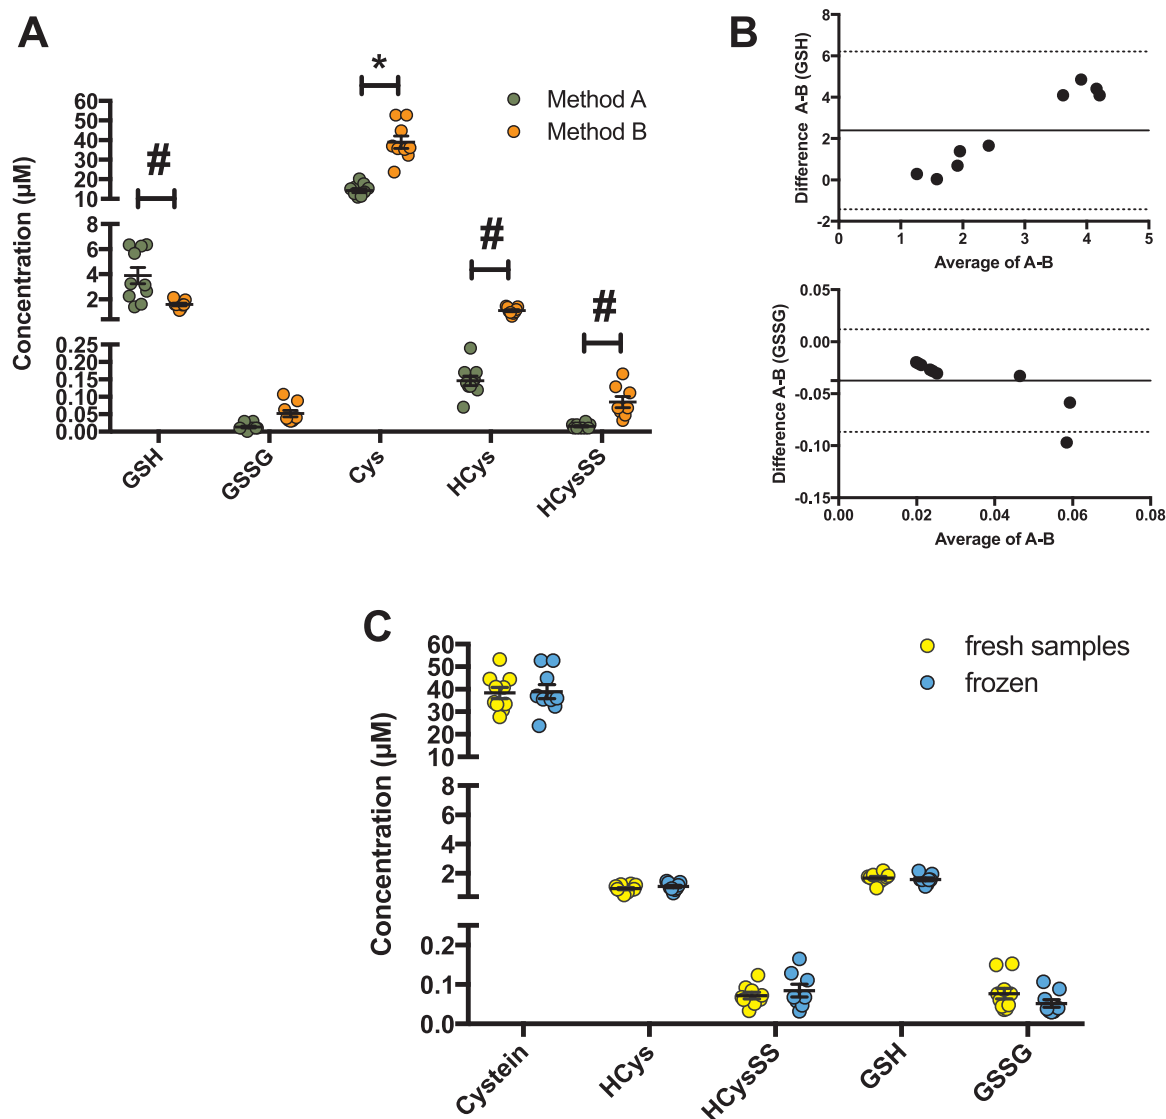 A
Concentration (µM)
60
50
40
30
20
10
8
6
4
2
0.25
0.20
0.15
0.10
0.05
0.00
#
*
#
#
Method A
Method B
GSH
GSSG
Cys
HCys
HCysSS
B
Difference A-B (GSH)
8
6
4
2
0
-2
0 1 2 3 4 5
Average of A-B
Difference A-B (GSSG)
0.05
0.00
-0.05
-0.10
-0.15
0.00 0.02 0.04 0.06 0.08
Average of A-B
C
Concentration (µM)
60
50
40
30
20
10
8
6
4
2
0.2
0.1
0.0
fresh samples
frozen
Cystein
HCys
HCysSS
GSH
GSSG